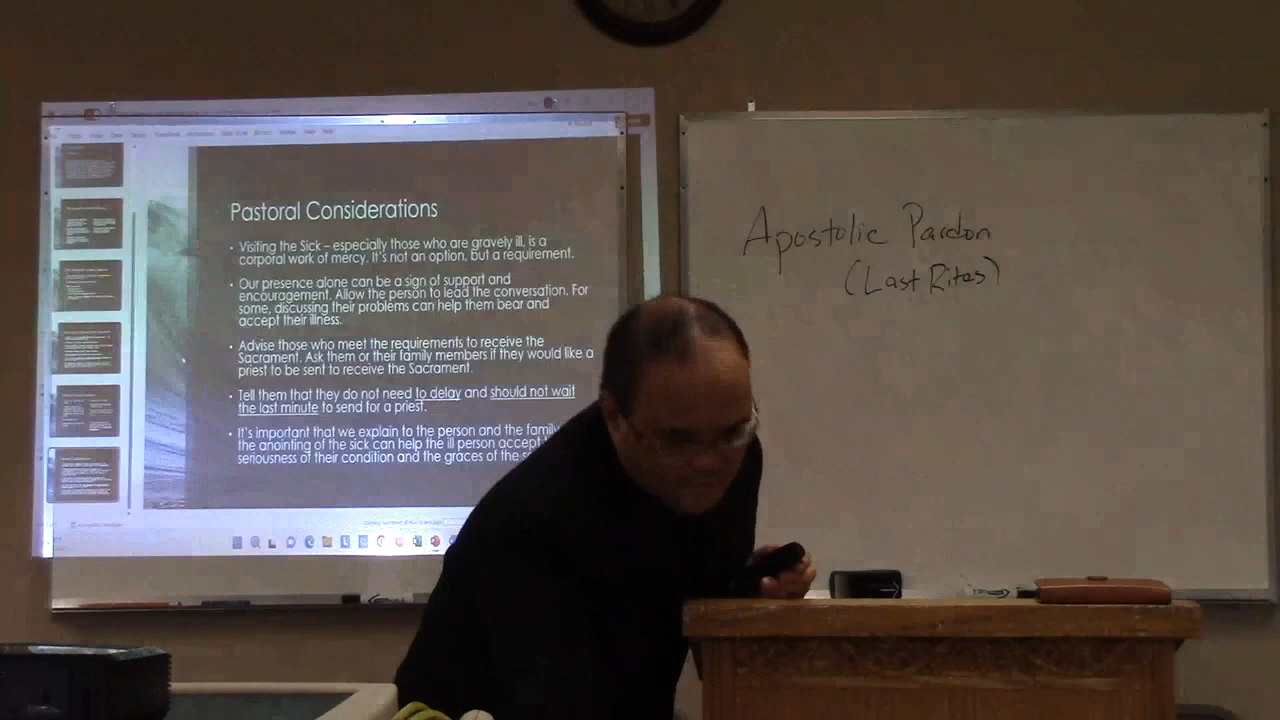 Pastoral Considerations
• Visiting the Sick – especially those who are gravely ill, is a
corporal work of mercy. It's not an option, but a requirement.
• Our presence alone can be a sign of support and
encouragement. Allow the person to lead the conversation. For
some, discussing their problems can help them bear and
accept their illness.
• Advise those who meet the requirements to receive the
Sacrament. Ask them or their family members if they would like a
priest to be sent to receive the Sacrament.
• Tell them that they do not need to delay and should not wait
the last minute to send for a priest.
• It's important that we explain to the person and the family
the anointing of the sick can help the ill person accept
seriousness of their condition and the graces of the
Apostolic Pardon
(Last Rites)